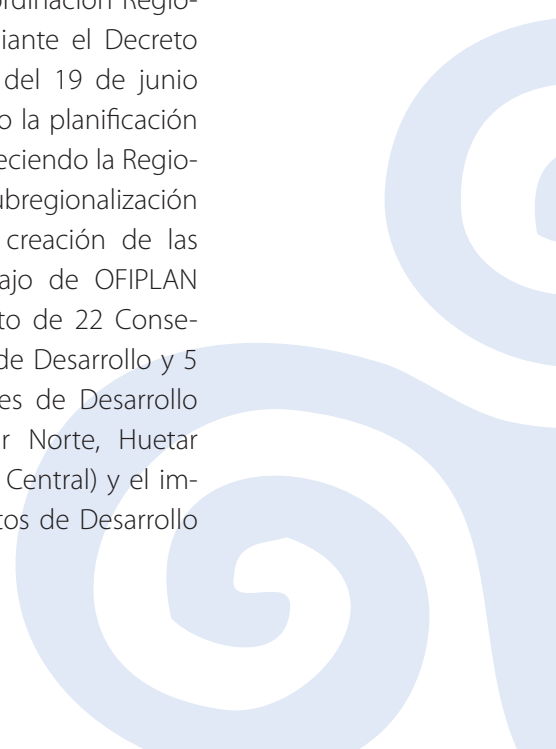 ordinación Regio-
iante el Decreto
del 19 de junio
o la planificación
eciendo la Regio-
ubregionalización
creación de las
ajo de OFIPLAN
to de 22 Conse-
de Desarrollo y 5
es de Desarrollo
r Norte, Huetar
Central) y el im-
tos de Desarrollo